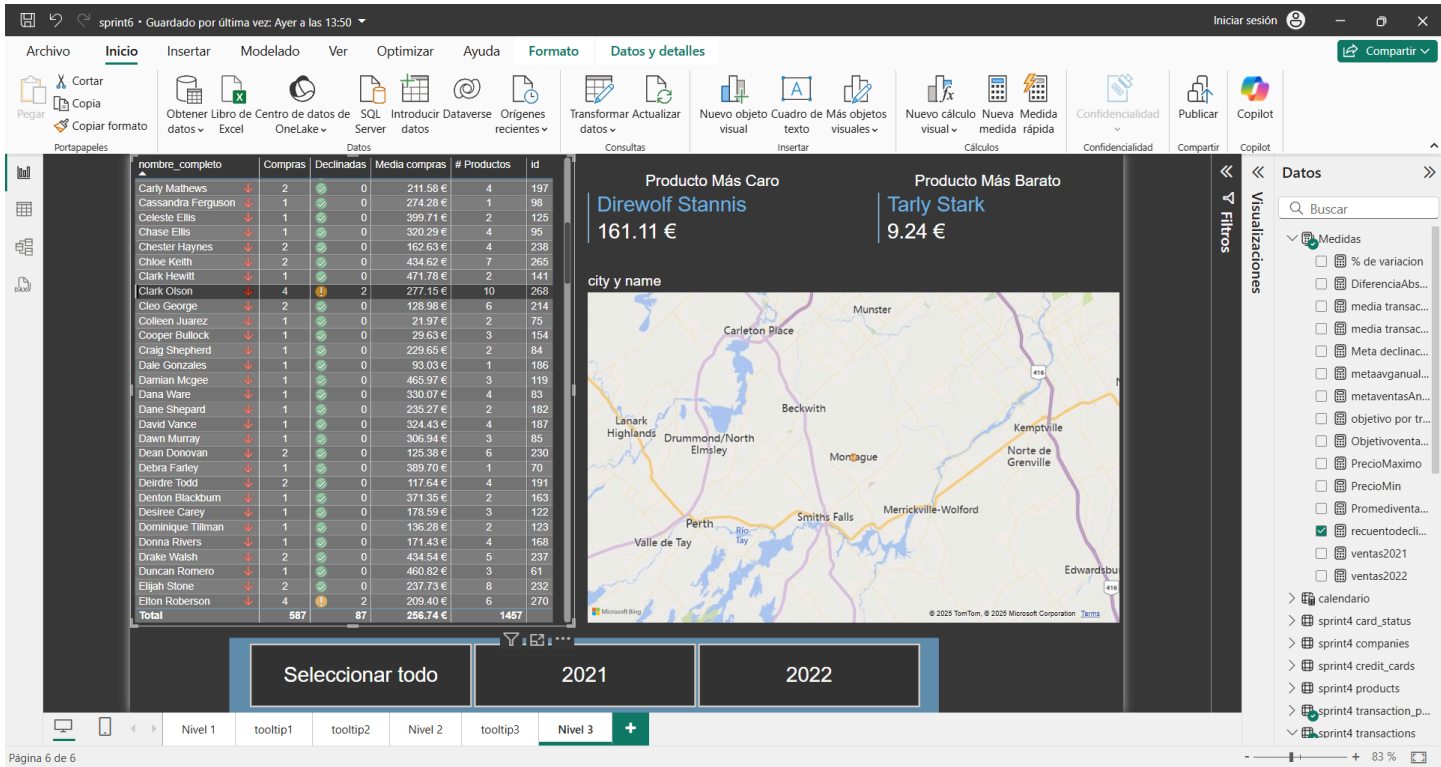 sprint6 • Guardado por última vez: Ayer a las 13:50
Iniciar sesión
Archivo Inicio Insertar Modelado Ver Optimizar Ayuda Formato Datos y detalles
Compartir
Pegar
Cortar
Copia
Copiar formato
Portapapeles
Obtener datos
Libro de Excel
Centro de datos de OneLake
SQL Server
Introducir datos
Dataverse
Orígenes recientes
Datos
Transformar datos
Actualizar
Consultas
Nuevo objeto visual
Cuadro de texto
Más objetos visuales
Insertar
Nuevo cálculo visual
Nueva medida
Medida rápida
Cálculos
Confidencialidad
Confidencialidad
Publicar
Compartir
Copilot
Copilot
nombre_completo Compras Declinadas Media compras # Productos id
Carly Mathews 2 0 211.58 € 4 197
Cassandra Ferguson 1 0 274.28 € 1 98
Celeste Ellis 1 0 399.71 € 2 125
Chase Ellis 1 0 320.29 € 4 95
Chester Haynes 2 0 162.63 € 4 238
Chloe Keith 2 0 434.62 € 7 265
Clark Hewitt 1 0 471.78 € 2 141
Clark Olson 4 2 277.15 € 10 268
Cleo George 2 0 128.98 € 6 214
Colleen Juarez 1 0 21.97 € 2 75
Cooper Bullock 1 0 29.63 € 3 154
Craig Shepherd 1 0 229.65 € 2 84
Dale Gonzales 1 0 93.03 € 1 186
Damian Mcgee 1 0 465.97 € 3 119
Dana Ware 1 0 330.07 € 4 83
Dane Shepard 1 0 235.27 € 2 182
David Vance 1 0 324.43 € 4 187
Dawn Murray 1 0 306.94 € 3 85
Dean Donovan 2 0 125.38 € 6 230
Debra Farley 1 0 389.70 € 1 70
Deirdre Todd 2 0 117.64 € 4 191
Denton Blackburn 1 0 371.35 € 2 163
Desiree Carey 1 0 178.59 € 3 122
Dominique Tillman 1 0 136.28 € 2 123
Donna Rivers 1 0 171.43 € 4 168
Drake Walsh 2 0 434.54 € 5 237
Duncan Romero 1 0 460.82 € 3 61
Elijah Stone 2 0 237.73 € 8 232
Elton Roberson 4 2 209.40 € 6 270
Total 587 87 256.74 € 1457
Producto Más Caro
Direwolf Stannis
161.11 €
Producto Más Barato
Tarly Stark
9.24 €
city y name
Munster
Carleton Place
416
Beckwith
Lanark Highlands
Drummond/North Elmsley
Kemptville
Montague
Norte de Grenville
Perth
Smiths Falls
Merrickville-Wolford
Río Tay
Valle de Tay
Edwardsbu
416
Microsoft Bing
© 2025 TomTom, © 2025 Microsoft Corporation Terms
Seleccionar todo 2021 2022
Filtros
Visualizaciones
Datos
Buscar
Medidas
% de variacion
DiferenciaAbs...
media transac...
media transac...
Meta declinac...
metaavganual...
metaventasAn...
objetivo por tr...
Objetivoventa...
PrecioMaximo
PrecioMin
Promediventa...
recuentodecli...
ventas2021
ventas2022
calendario
sprint4 card_status
sprint4 companies
sprint4 credit_cards
sprint4 products
sprint4 transaction_p...
sprint4 transactions
Nivel 1 tooltip1 tooltip2 Nivel 2 tooltip3 Nivel 3
Página 6 de 6
83 %